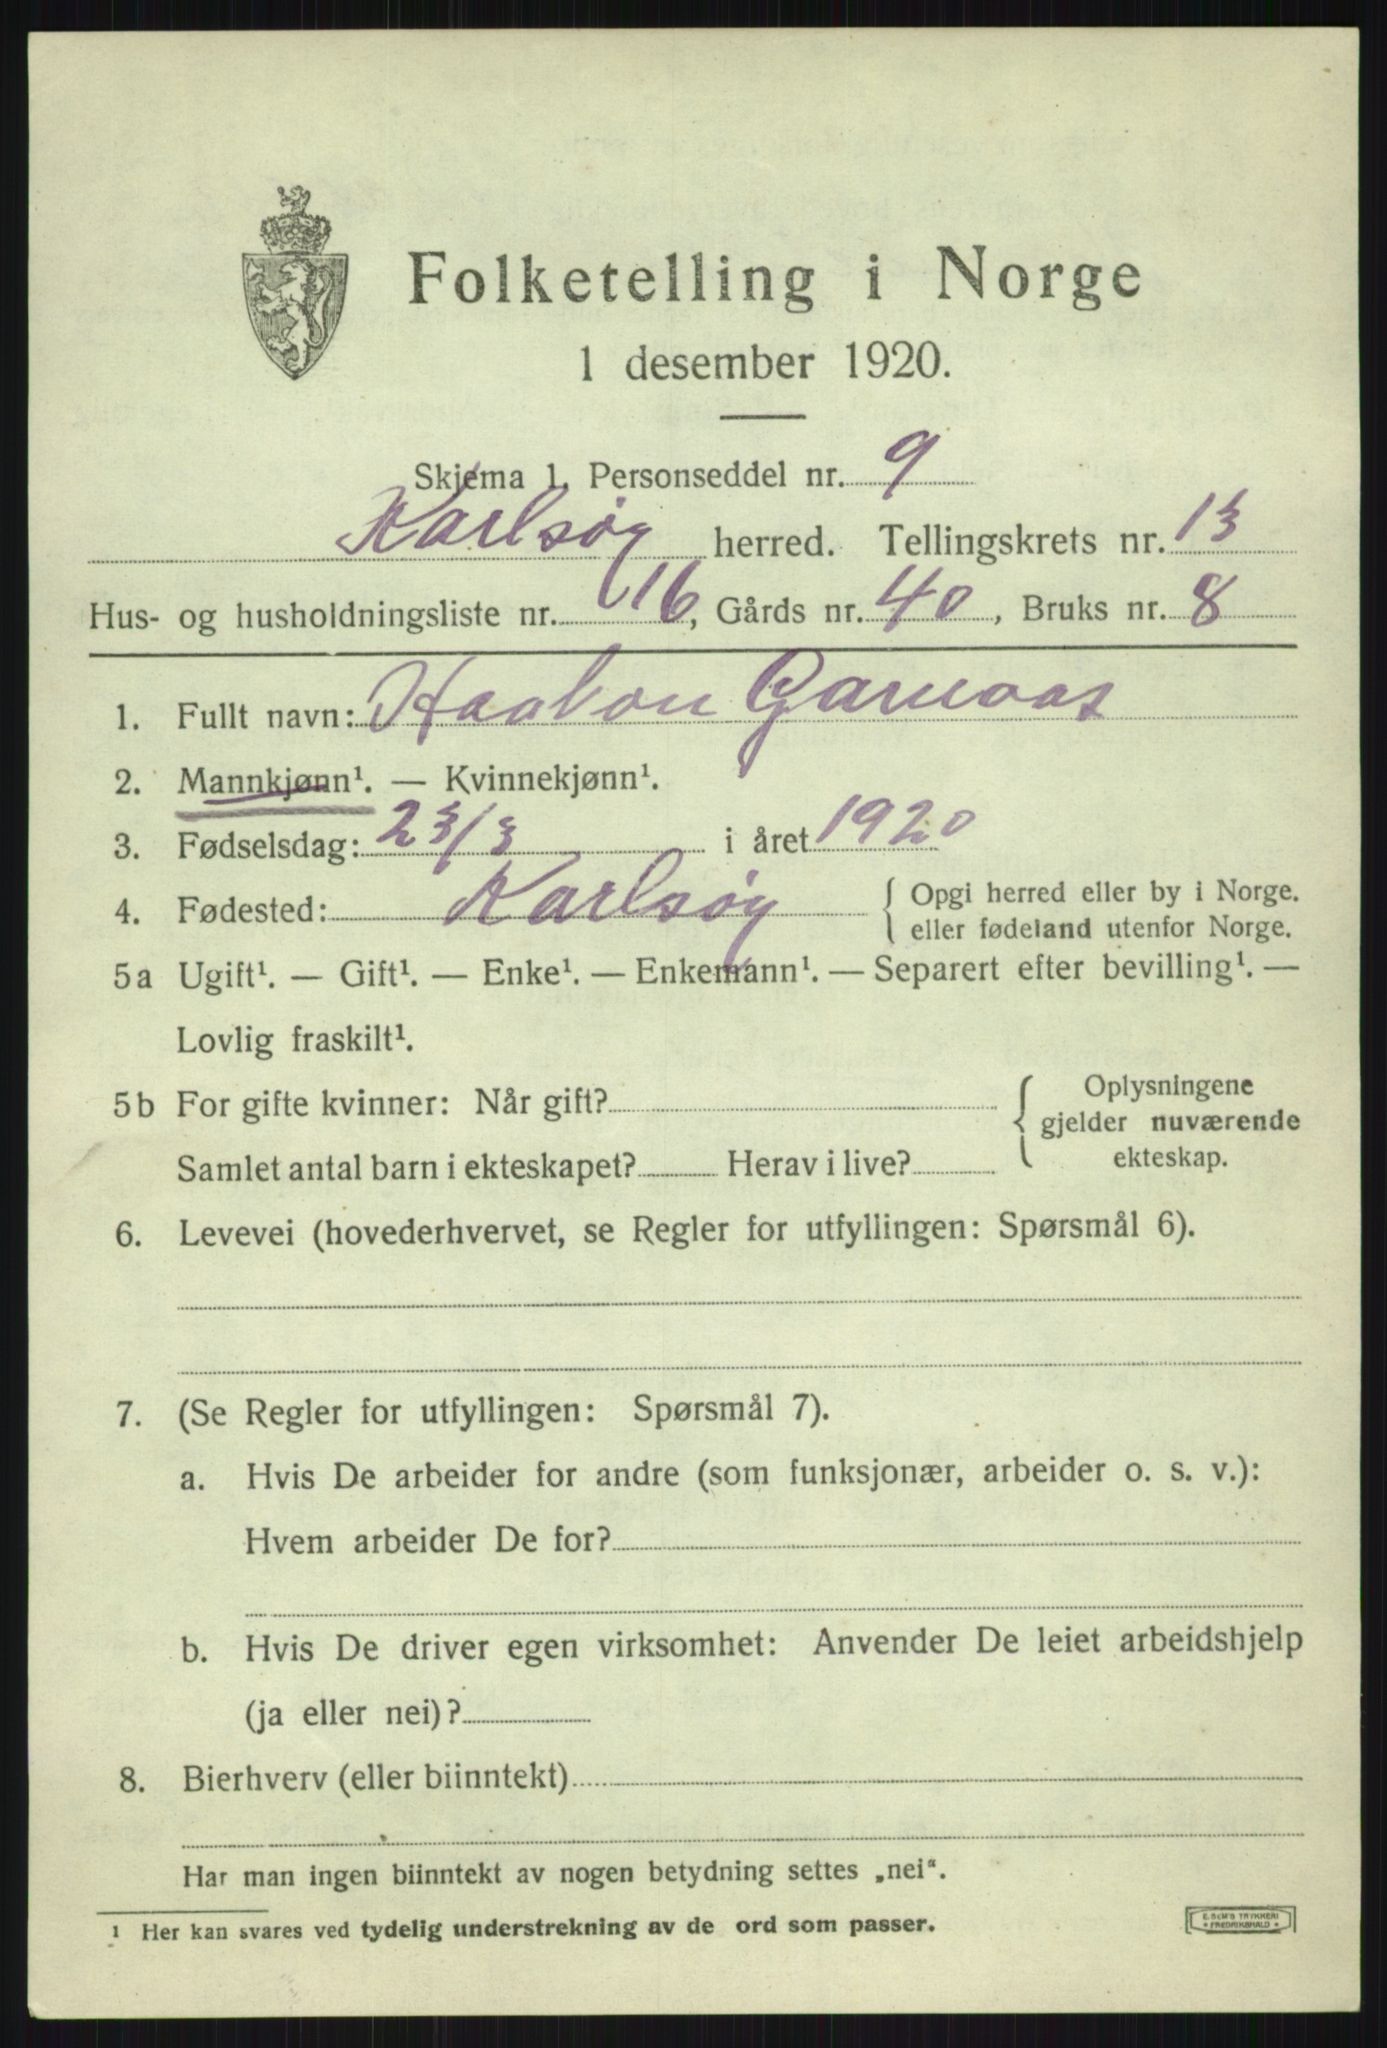 Folketelling i Norge
1 desember 1920.
Skjema 1. Personseddel nr. 9
Karlsøy herred. Tellingskrets nr. 13
Hus- og husholdningsliste nr. 16, Gårds nr. 40, Bruks nr. 8
1. Fullt navn: Haakon Garnaas
2. Mannkjønn¹. — Kvinnekjønn¹.
3. Fødselsdag: 23/3 i året 1920
4. Fødested: Karlsøy { Opgi herred eller by i Norge.
eller fødeland utenfor Norge.
5a Ugift¹. — Gift¹. — Enke¹. — Enkemann¹. — Separert efter bevilling¹. —
Lovlig fraskilt¹.
5b For gifte kvinner: Når gift? { Oplysningene
gjelder nuværende
Samlet antal barn i ekteskapet? Herav i live? ekteskap.
6. Levevei (hovederhvervet, se Regler for utfyllingen: Spørsmål 6).
7. (Se Regler for utfyllingen: Spørsmål 7).
a. Hvis De arbeider for andre (som funksjonær, arbeider o. s. v.):
Hvem arbeider De for?
b. Hvis De driver egen virksomhet: Anvender De leiet arbeidshjelp
(ja eller nei)?
8. Bierhverv (eller biinntekt)
Har man ingen biinntekt av nogen betydning settes „nei“.
1 Her kan svares ved tydelig understrekning av de ord som passer.
E. SEM'S TRYKKERI
* FREDRIKSHALD *